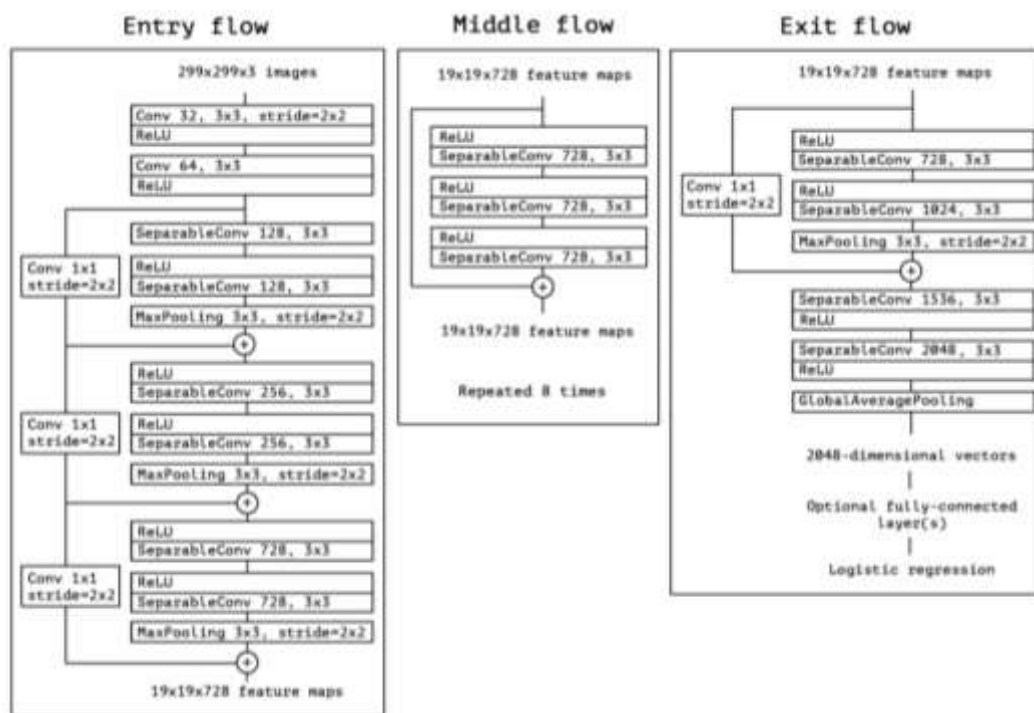 Entry flow
299x299x3 images
Conv 32, 3x3, stride=2x2
ReLU
Conv 64, 3x3
ReLU
SeparableConv 128, 3x3
Conv 1x1
stride=2x2
ReLU
SeparableConv 128, 3x3
MaxPooling 3x3, stride=2x2
+
ReLU
SeparableConv 256, 3x3
Conv 1x1
stride=2x2
ReLU
SeparableConv 256, 3x3
MaxPooling 3x3, stride=2x2
+
ReLU
SeparableConv 728, 3x3
Conv 1x1
stride=2x2
ReLU
SeparableConv 728, 3x3
MaxPooling 3x3, stride=2x2
+
19x19x728 feature maps
Middle flow
19x19x728 feature maps
ReLU
SeparableConv 728, 3x3
ReLU
SeparableConv 728, 3x3
ReLU
SeparableConv 728, 3x3
+
19x19x728 feature maps
Repeated 8 times
Exit flow
19x19x728 feature maps
ReLU
SeparableConv 728, 3x3
Conv 1x1
stride=2x2
ReLU
SeparableConv 1024, 3x3
MaxPooling 3x3, stride=2x2
+
SeparableConv 1536, 3x3
ReLU
SeparableConv 2048, 3x3
ReLU
GlobalAveragePooling
2048-dimensional vectors
Optional fully-connected
layer(s)
Logistic regression